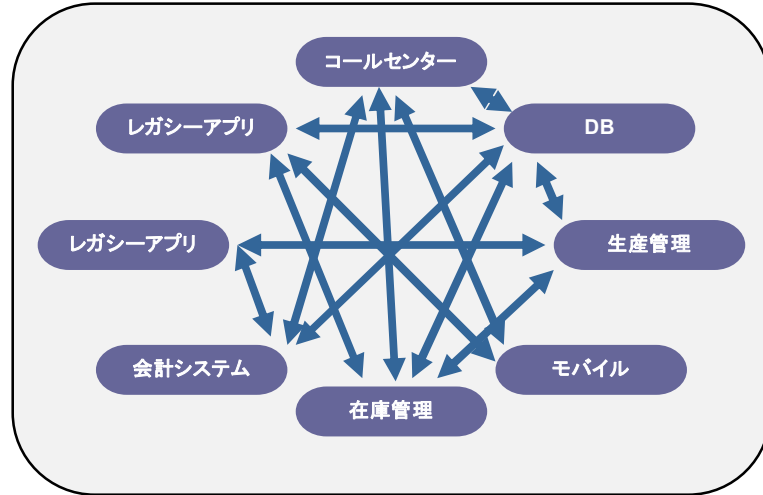 コールセンター
レガシーアプリ
DB
レガシーアプリ
生産管理
会計システム
モバイル
在庫管理